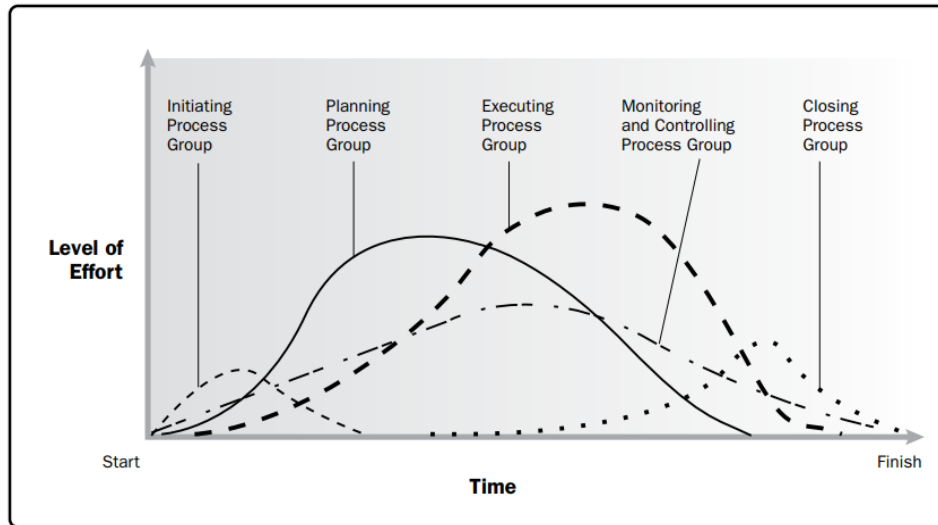 Initiating
Process
Group
Planning
Process
Group
Executing
Process
Group
Monitoring
and Controlling
Process Group
Closing
Process
Group
Level of
Effort
Start
Finish
Time